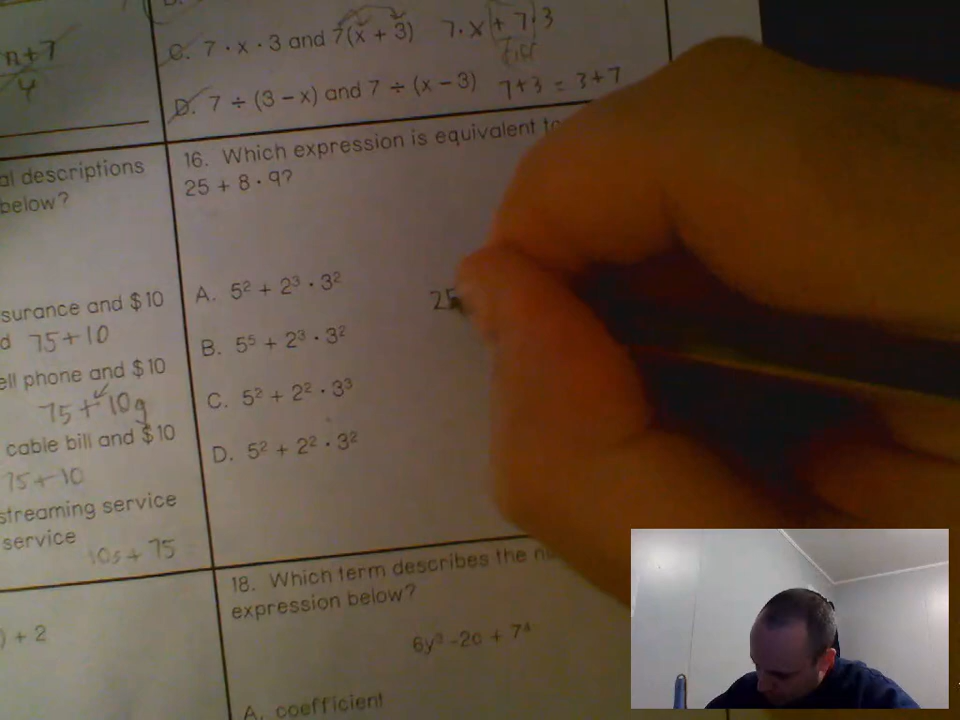 n+7
4
C. 7 · x · 3 and 7(x + 3) 7 · x + 7 · 3
D. 7 ÷ (3 – x) and 7 ÷ (x – 3) 7+3 = 3+7
al descriptions
below?
surance and $10
d 75+10
ell phone and $10
75 + 10g
cable bill and $10
75+10
streaming service
service
10s + 75
) + 2
16. Which expression is equivalent to
25 + 8 · 9?
A. 5² + 2³ · 3²
25
B. 5⁵ + 2³ · 3²
C. 5² + 2² · 3³
D. 5² + 2² · 3²
18. Which term describes the
expression below?
6y³ -2c + 7⁴
A. coefficient